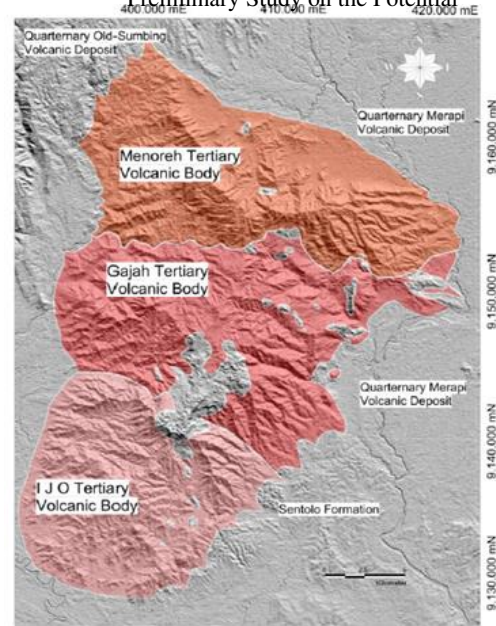 Preliminary Study on the Potential
400.000 mE
410.000 mE
420.000 mE
Quarternary Old-Sumbing
Volcanic Deposit
Quarternary Merapi
Volcanic Deposit
9.160.000 mN
Menoreh Tertiary
Volcanic Body
Gajah Tertiary
Volcanic Body
9.150.000 mN
Quarternary Merapi
Volcanic Deposit
9.140.000 mN
I J O Tertiary
Volcanic Body
Sentolo Formation
9.130.000 mN